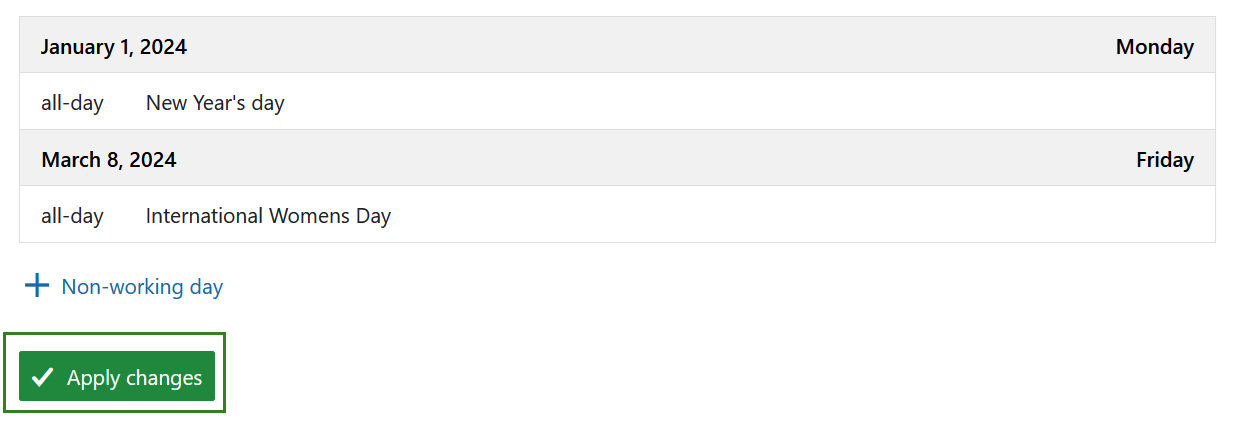 January 1, 2024 Monday
all-day New Year's day
March 8, 2024 Friday
all-day International Womens Day
Non-working day
Apply changes